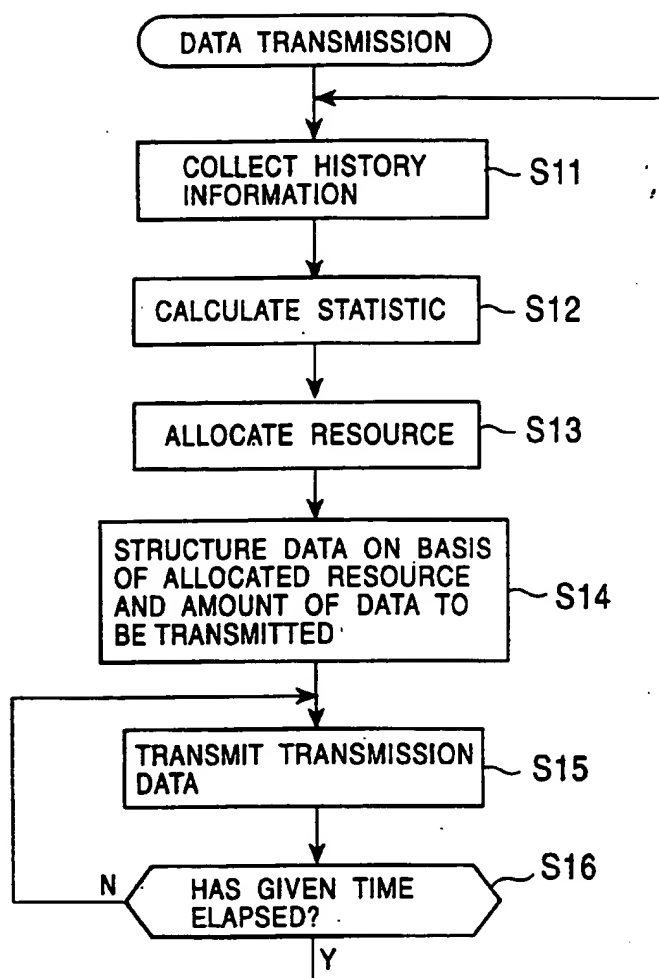 DATA TRANSMISSION
COLLECT HISTORY
INFORMATION
S11
CALCULATE STATISTIC
S12
ALLOCATE RESOURCE
S13
STRUCTURE DATA ON BASIS
OF ALLOCATED RESOURCE
AND AMOUNT OF DATA TO
BE TRANSMITTED
S14
TRANSMIT TRANSMISSION
DATA
S15
N
HAS GIVEN TIME
ELAPSED?
S16
Y